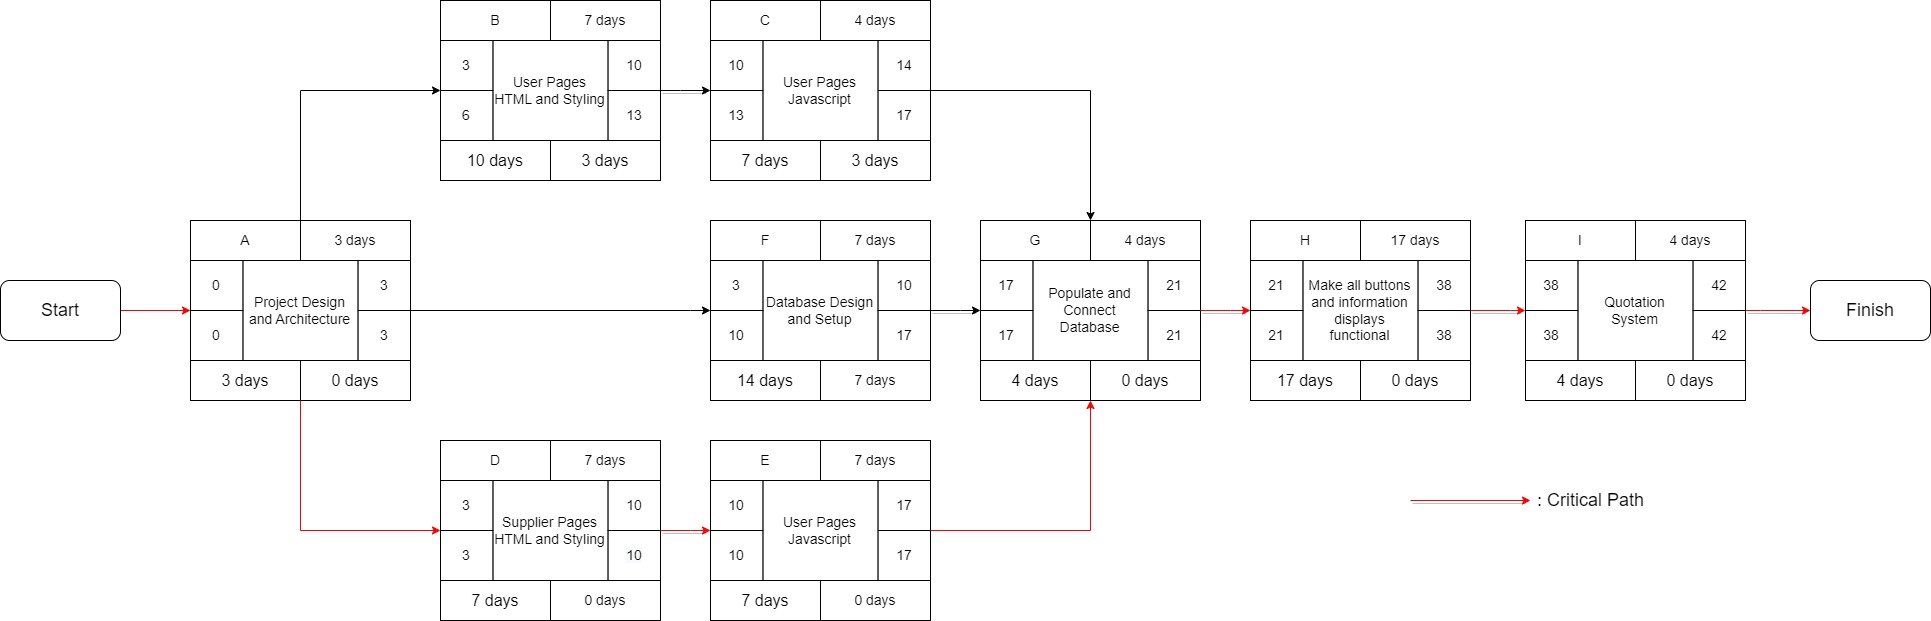 B
7 days
3
10
User Pages
HTML and Styling
6
13
10 days
3 days
C
4 days
10
14
User Pages
Javascript
13
17
7 days
3 days
Start
A
3 days
0
3
Project Design
and Architecture
0
3
3 days
0 days
F
7 days
3
10
Database Design
and Setup
10
17
14 days
7 days
G
4 days
17
21
Populate and
Connect
Database
17
21
4 days
0 days
H
17 days
21
38
Make all buttons
and information
displays
functional
21
38
17 days
0 days
I
4 days
38
42
Quotation
System
38
42
4 days
0 days
Finish
D
7 days
3
10
Supplier Pages
HTML and Styling
3
10
7 days
0 days
E
7 days
10
17
User Pages
Javascript
10
17
7 days
0 days
: Critical Path